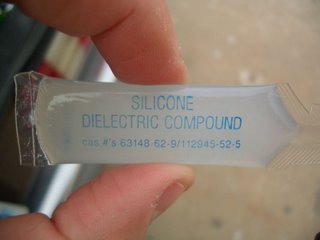 SILICONE
DIELECTRIC COMPOUND
cas #'s 63148-62-9/112945-52-5